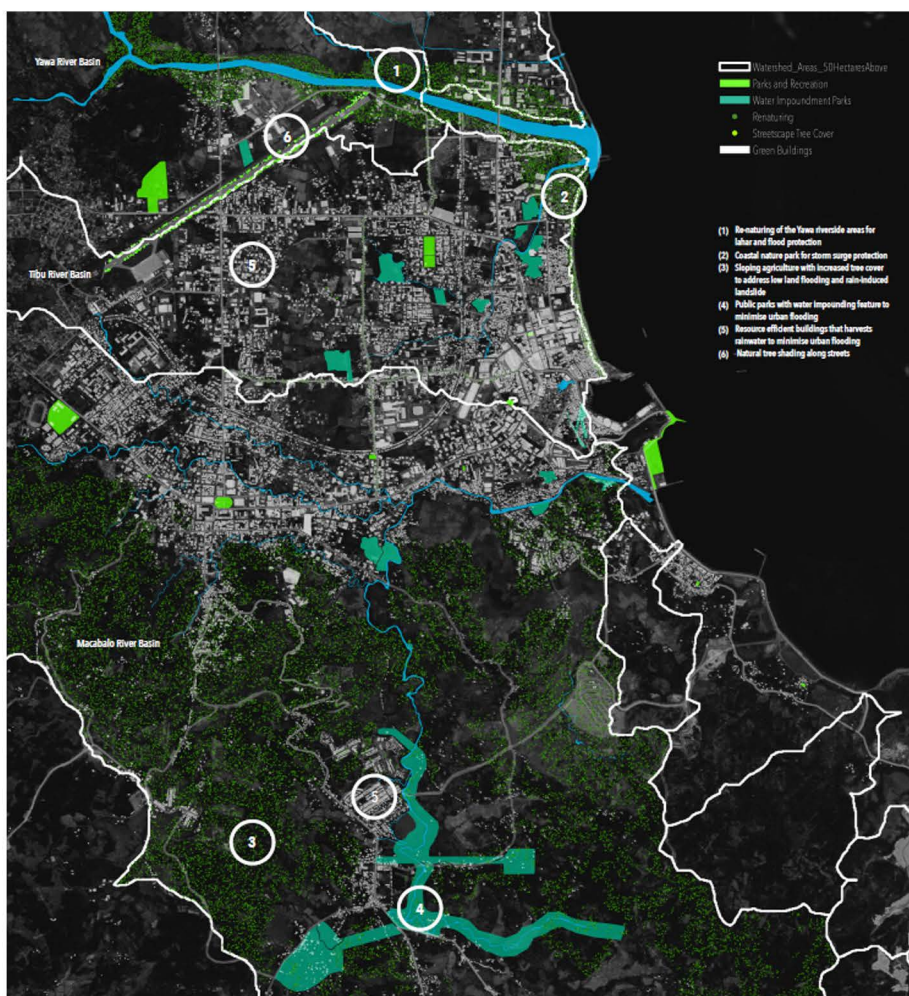 Yawa River Basin
1
6
2
Tibu River Basin
5
Macabalo River Basin
5
3
4
Watershed_Areas_50HectaresAbove
Parks and Recreation
Water Impoundment Parks
Renaturing
Streetscape Tree Cover
Green Buildings
(1) Re-naturing of the Yawa riverside areas for
lahar and flood protection
(2) Coastal nature park for storm surge protection
(3) Sloping agriculture with increased tree cover
to address low land flooding and rain-induced
landslide
(4) Public parks with water impounding feature to
minimise urban flooding
(5) Resource efficient buildings that harvests
rainwater to minimise urban flooding
(6) Natural tree shading along streets